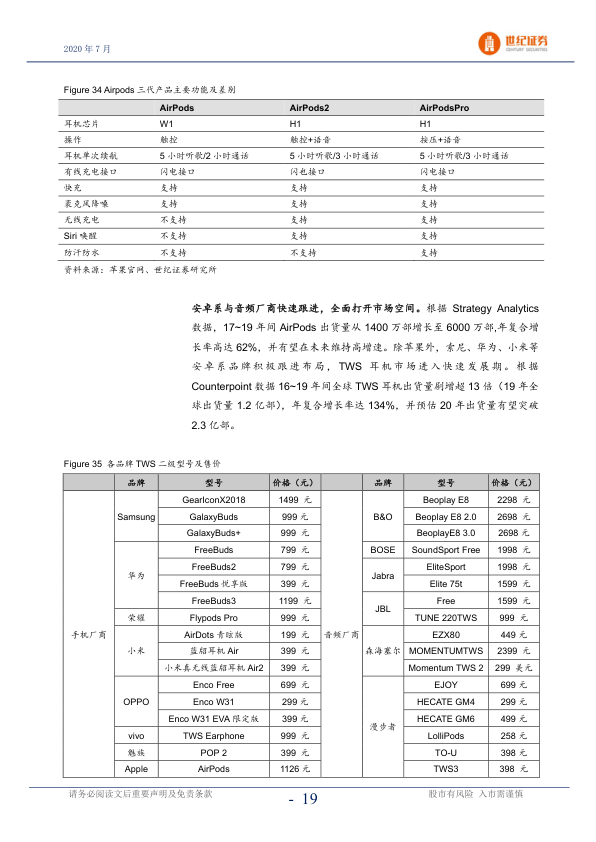 2020 年 7 月
世纪证券
CENTURY SECURITIES
Figure 34 Airpods 三代产品主要功能及差别
AirPods AirPods2 AirPodsPro
耳机芯片 W1 H1 H1
操作 触控 触控+语音 按压+语音
耳机单次续航 5 小时听歌/2 小时通话 5 小时听歌/3 小时通话 5 小时听歌/3 小时通话
有线充电接口 闪电接口 闪也接口 闪电接口
快充 支持 支持 支持
麦克风降噪 支持 支持 支持
无线充电 不支持 支持 支持
Siri 唤醒 不支持 支持 支持
防汗防水 不支持 不支持 支持
资料来源：苹果官网、世纪证券研究所
安卓系与音频厂商快速跟进，全面打开市场空间。根据 Strategy Analytics
数据，17~19 年间 AirPods 出货量从 1400 万部增长至 6000 万部,年复合增
长率高达 62%，并有望在未来维持高增速。除苹果外，索尼、华为、小米等
安卓系品牌积极跟进布局，TWS 耳机市场进入快速发展期。根据
Counterpoint 数据 16~19 年间全球 TWS 耳机出货量剧增超 13 倍（19 年全
球出货量 1.2 亿部），年复合增长率达 134%，并预估 20 年出货量有望突破
2.3 亿部。
Figure 35 各品牌 TWS 二级型号及售价
品牌 型号 价格（元） 品牌 型号 价格（元）
手机厂商 Samsung GearIconX2018 1499 元 音频厂商 B&O Beoplay E8 2298 元
GalaxyBuds 999 元 Beoplay E8 2.0 2698 元
GalaxyBuds+ 999 元 BeoplayE8 3.0 2698 元
华为 FreeBuds 799 元 BOSE SoundSport Free 1998 元
FreeBuds2 799 元 Jabra EliteSport 1998 元
FreeBuds 悦享版 399 元 Elite 75t 1599 元
FreeBuds3 1199 元 JBL Free 1599 元
荣耀 Flypods Pro 999 元 TUNE 220TWS 999 元
小米 AirDots 青春版 199 元 森海塞尔 EZX80 449 元
蓝牙耳机 Air 399 元 MOMENTUMTWS 2399 元
小米真无线蓝牙耳机 Air2 399 元 Momentum TWS 2 299 美元
OPPO Enco Free 699 元 漫步者 EJOY 699 元
Enco W31 299 元 HECATE GM4 299 元
Enco W31 EVA 限定版 399 元 HECATE GM6 499 元
vivo TWS Earphone 999 元 LolliPods 258 元
魅族 POP 2 399 元 TO-U 398 元
Apple AirPods 1126 元 TWS3 398 元
请务必阅读文后重要声明及免责条款
- 19
股市有风险 入市需谨慎